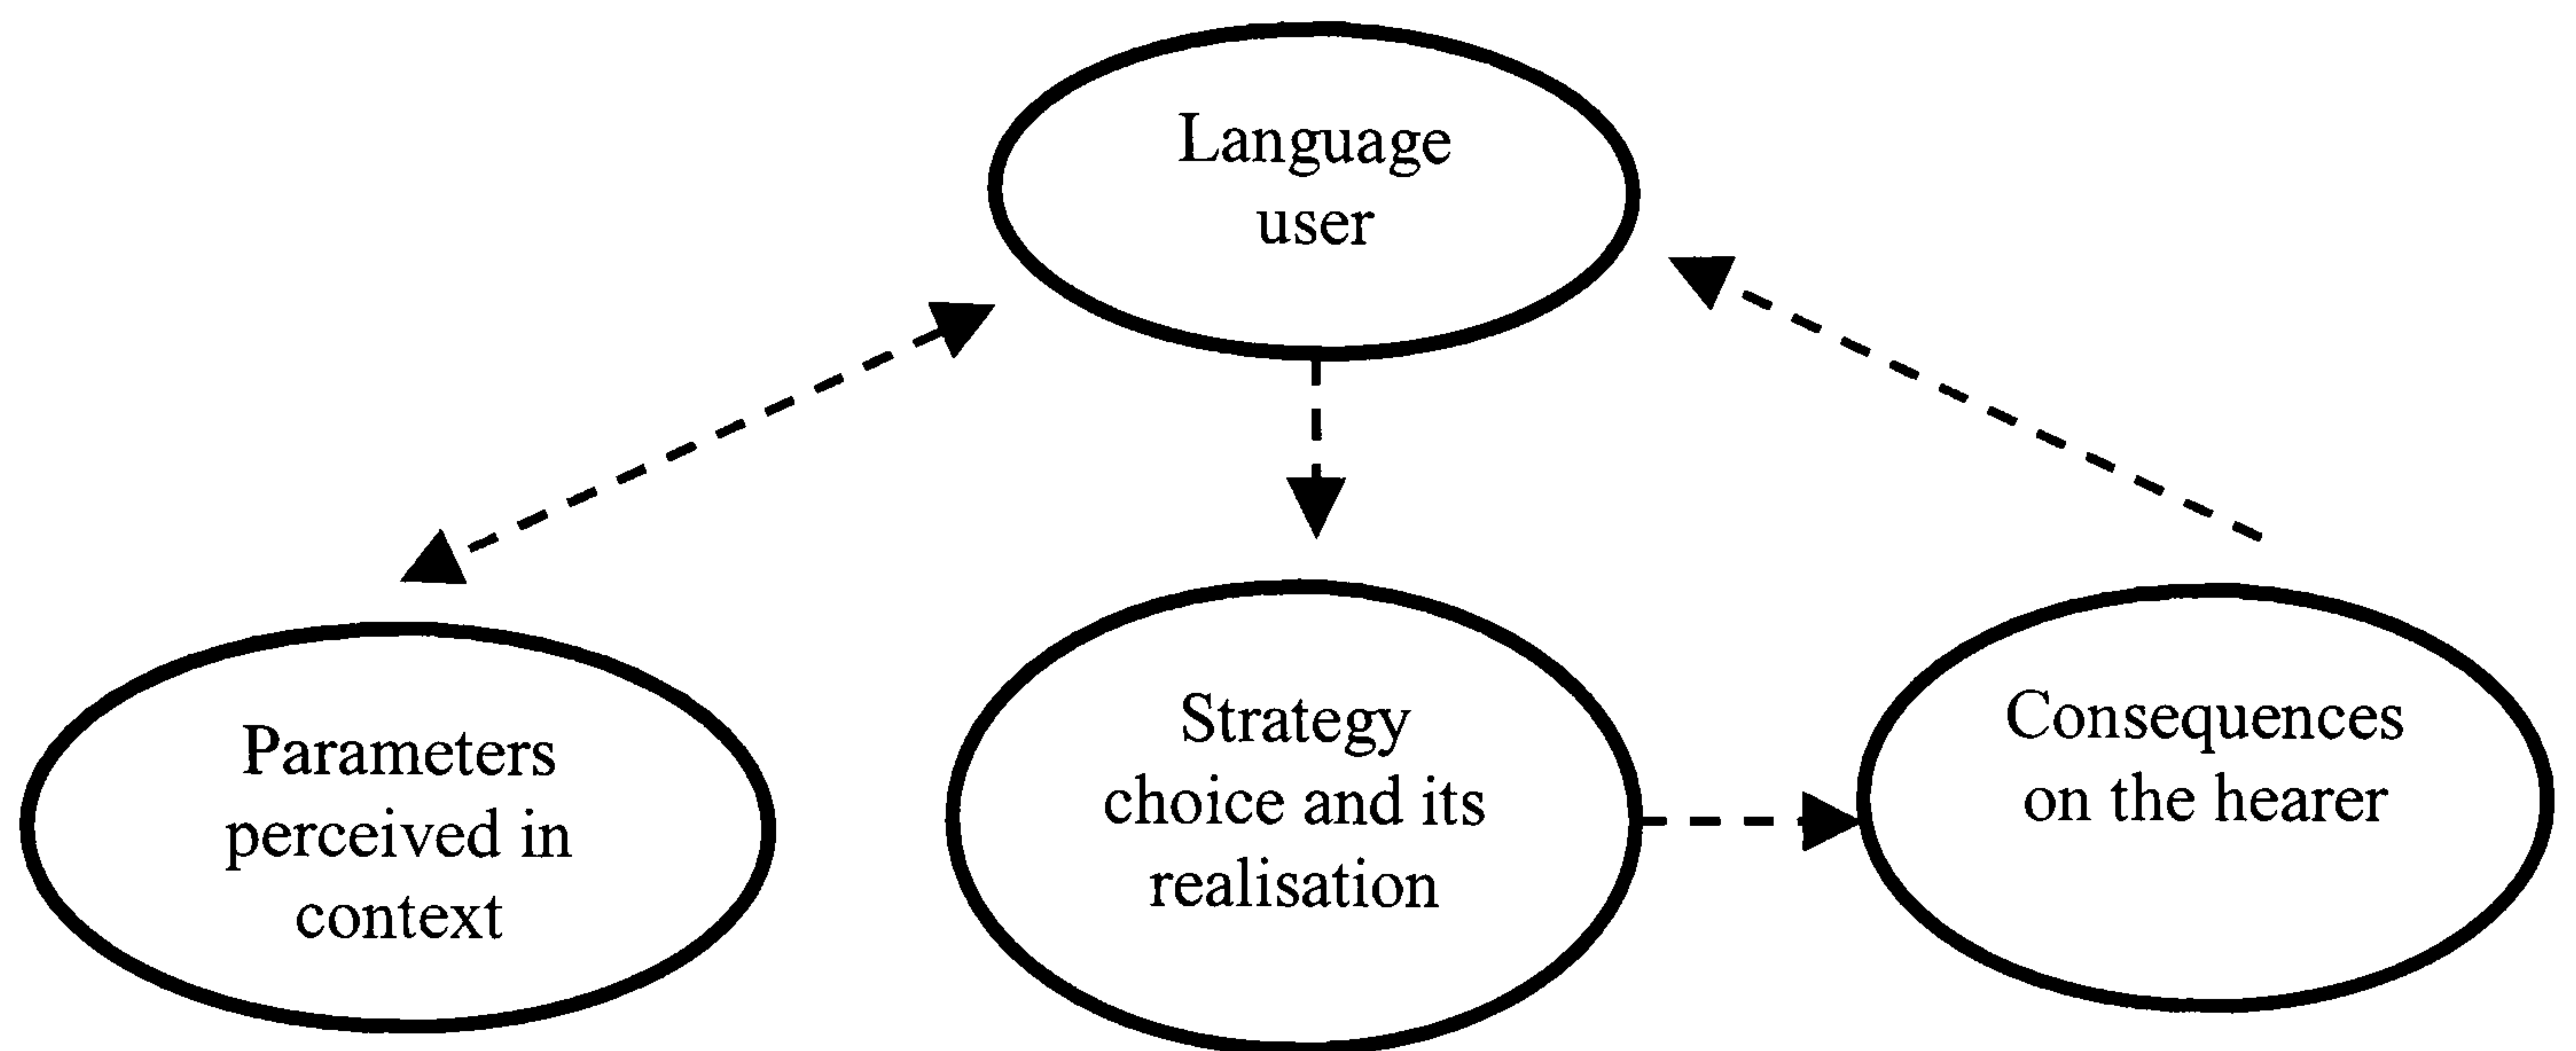 Language
user
Parameters
perceived in
context
Strategy
choice and its
realisation
Consequences
on the hearer